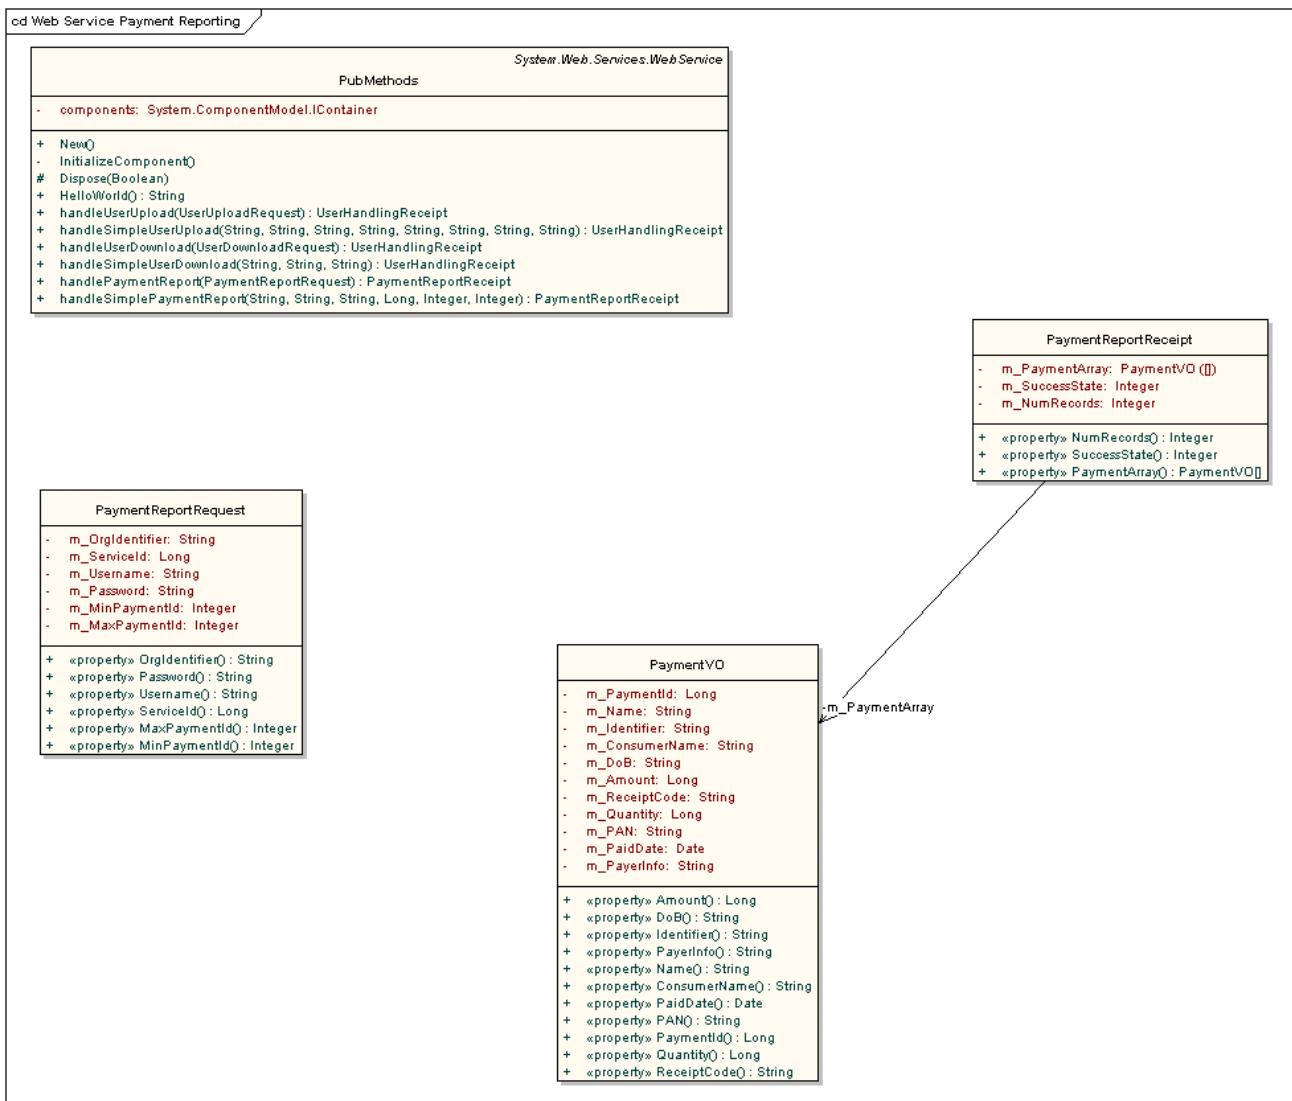 cd Web Service Payment Reporting
System.Web.Services.WebService
PubMethods
- components: System.ComponentModel.IContainer
+ New()
- InitializeComponent()
# Dispose(Boolean)
+ HelloWorld() : String
+ handleUserUpload(UserUploadRequest) : UserHandlingReceipt
+ handleSimpleUserUpload(String, String, String, String, String, String, String, String) : UserHandlingReceipt
+ handleUserDownload(UserDownloadRequest) : UserHandlingReceipt
+ handleSimpleUserDownload(String, String, String) : UserHandlingReceipt
+ handlePaymentReport(PaymentReportRequest) : PaymentReportReceipt
+ handleSimplePaymentReport(String, String, String, Long, Integer, Integer) : PaymentReportReceipt
PaymentReportReceipt
- m_PaymentArray: PaymentVO ([])
- m_SuccessState: Integer
- m_NumRecords: Integer
+ «property» NumRecords() : Integer
+ «property» SuccessState() : Integer
+ «property» PaymentArray() : PaymentVO[]
PaymentReportRequest
- m_OrgIdentifier: String
- m_ServiceId: Long
- m_Username: String
- m_Password: String
- m_MinPaymentId: Integer
- m_MaxPaymentId: Integer
+ «property» OrgIdentifier() : String
+ «property» Password() : String
+ «property» Username() : String
+ «property» ServiceId() : Long
+ «property» MaxPaymentId() : Integer
+ «property» MinPaymentId() : Integer
PaymentVO
- m_PaymentId: Long
- m_Name: String
- m_Identifier: String
- m_ConsumerName: String
- m_DoB: String
- m_Amount: Long
- m_ReceiptCode: String
- m_Quantity: Long
- m_PAN: String
- m_PaidDate: Date
- m_PayerInfo: String
+ «property» Amount() : Long
+ «property» DoB() : String
+ «property» Identifier() : String
+ «property» PayerInfo() : String
+ «property» Name() : String
+ «property» ConsumerName() : String
+ «property» PaidDate() : Date
+ «property» PAN() : String
+ «property» PaymentId() : Long
+ «property» Quantity() : Long
+ «property» ReceiptCode() : String
-m_PaymentArray